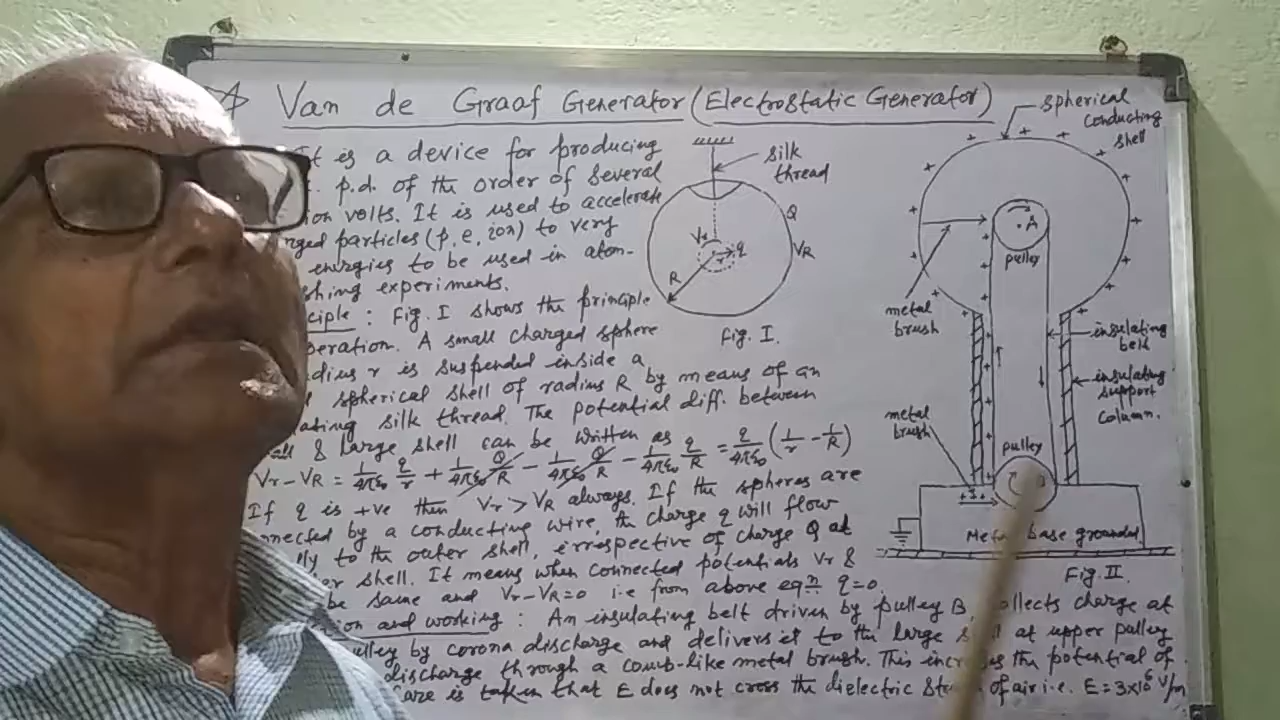 Van de Graaf Generator (Electrostatic Generator)
It is a device for producing
p.d. of the order of several
volts. It is used to accelerate
particles (p, e, ion) to very
energies to be used in atom-
experiments.
: Fig. I shows the principle
A small charged sphere
r is suspended inside a
spherical shell of radius R by means of an
silk thread. The potential diff. between
& large shell can be written as
Vr - VR = 1/4πε₀ q/r + 1/4πε₀ Q/R - 1/4πε₀ Q/R - 1/4πε₀ q/R = q/4πε₀ (1/r - 1/R)
If q is +ve then Vr > VR always. If the spheres are
by a conducting wire, the charge q will flow
to the outer shell, irrespective of charge Q at
shell. It means when connected potentials Vr &
be same and Vr-VR=0 i.e from above eqn q=0.
and working : An insulating belt driven by pulley B, collects charge at
by corona discharge and delivers it to the large at upper pulley
discharge through a comb-like metal brush. This the potential of
is taken that E does not cross the dielectric of air i.e. E = 3×10⁶ V/m
silk
thread
Q
VR
Vr
r
q
R
Fig. I.
spherical
conducting
shell
A
pulley
metal
brush
insulating
belt
insulating
support
column.
metal
brush
pulley
base grounded
Fig. II.